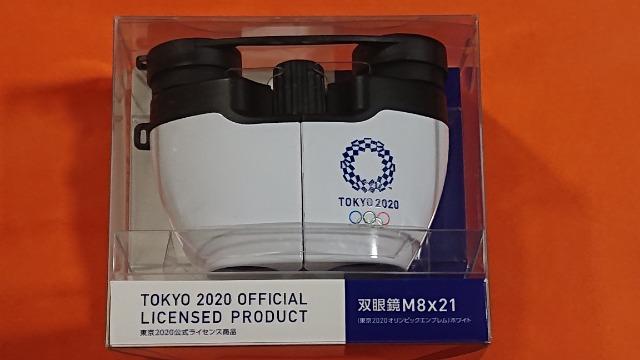 TOKYO 2020
TOKYO 2020 OFFICIAL
LICENSED PRODUCT
東京2020公式ライセンス商品
双眼鏡M8x21
(東京2020オリンピックエンブレム)ホワイト